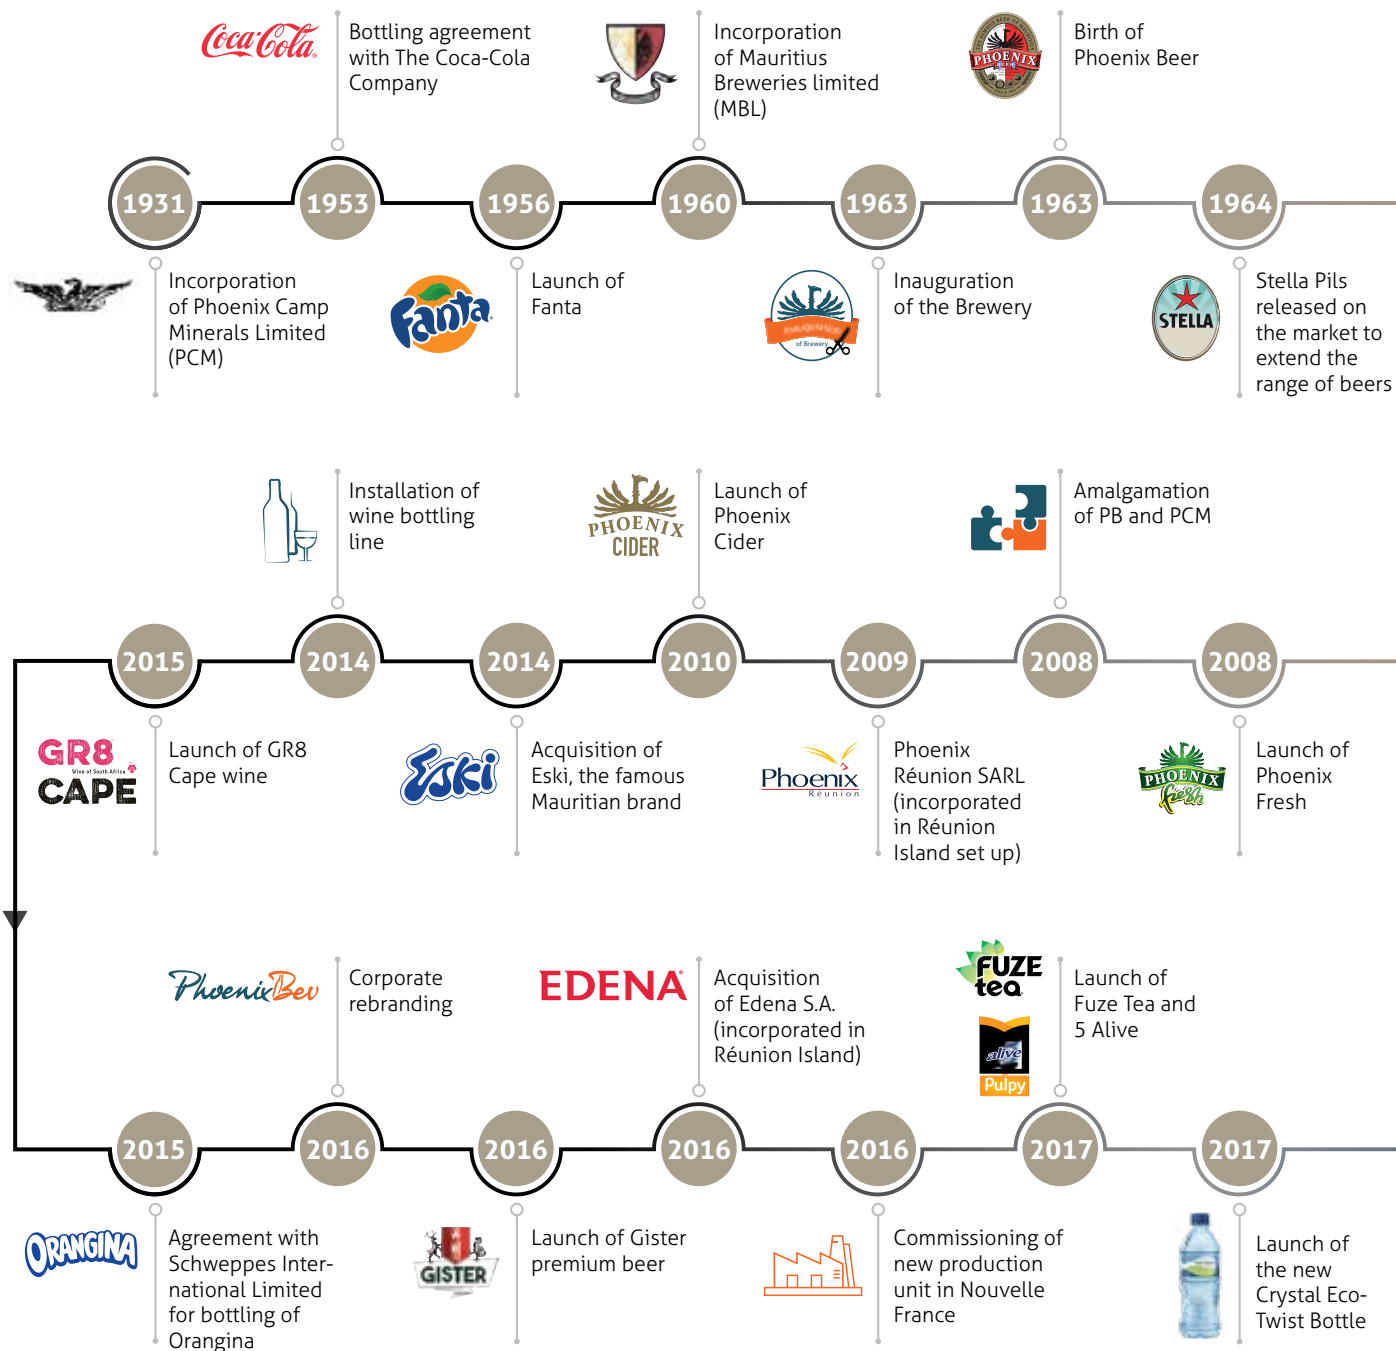 Coca-Cola
Bottling agreement
with The Coca-Cola
Company
Incorporation
of Mauritius
Breweries limited
(MBL)
PHOENIX
Birth of
Phoenix Beer
1931
1953
1956
1960
1963
1963
1964
Incorporation
of Phoenix Camp
Minerals Limited
(PCM)
Fanta
Launch of
Fanta
of Brewery
Inauguration
of the Brewery
STELLA
Stella Pils
released on
the market to
extend the
range of beers
Installation of
wine bottling
line
PHOENIX
CIDER
Launch of
Phoenix
Cider
Amalgamation
of PB and PCM
2015
2014
2014
2010
2009
2008
2008
GR8
Wine of South Africa
CAPE
Launch of GR8
Cape wine
Eski
Acquisition of
Eski, the famous
Mauritian brand
Phoenix
Réunion
Phoenix
Réunion SARL
(incorporated
in Réunion
Island set up)
PHOENIX
fresh
Launch of
Phoenix
Fresh
PhoenixBev
Corporate
rebranding
EDENA
Acquisition
of Edena S.A.
(incorporated in
Réunion Island)
FUZE
tea
alive
Pulpy
Launch of
Fuze Tea and
5 Alive
2015
2016
2016
2016
2016
2017
2017
ORANGINA
Agreement with
Schweppes Inter-
national Limited
for bottling of
Orangina
GISTER
Launch of Gister
premium beer
Commissioning of
new production
unit in Nouvelle
France
Launch of
the new
Crystal Eco-
Twist Bottle